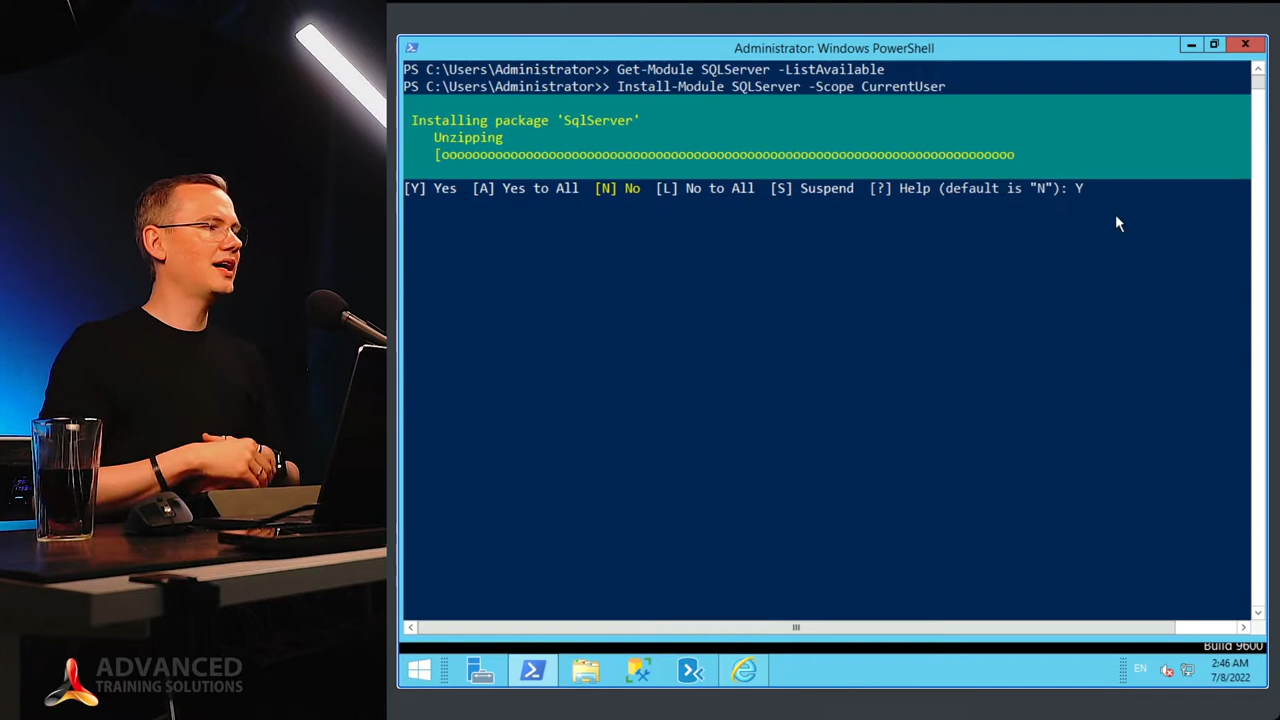 Administrator: Windows PowerShell
PS C:\Users\Administrator>> Get-Module SQLServer -ListAvailable
PS C:\Users\Administrator>> Install-Module SQLServer -Scope CurrentUser
Installing package 'SqlServer'
Unzipping
[oooooooooooooooooooooooooooooooooooooooooooooooooooooooooooooooooooooooooooo
[Y] Yes [A] Yes to All [N] No [L] No to All [S] Suspend [?] Help (default is "N"): Y
Build 9600
EN
2:46 AM
7/8/2022
ADVANCED
TRAINING SOLUTIONS